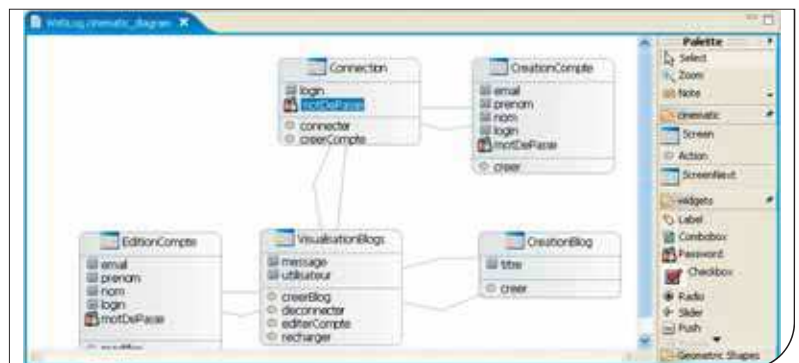 WebLog.cinematic_diagram
Connection
login
motDePasse
connecter
creerCompte
CreationCompte
email
prenom
nom
login
motDePasse
creer
EditionCompte
email
prenom
nom
login
motDePasse
modifier
VisualisationBlogs
message
utilisateur
creerBlog
deconnecter
editerCompte
recharger
CreationBlog
titre
creer
Palette
Select
Zoom
Note
cinematic
Screen
Action
ScreenNext
widgets
Label
Combobox
Password
Checkbox
Radio
Slider
Push
Geometric Shapes